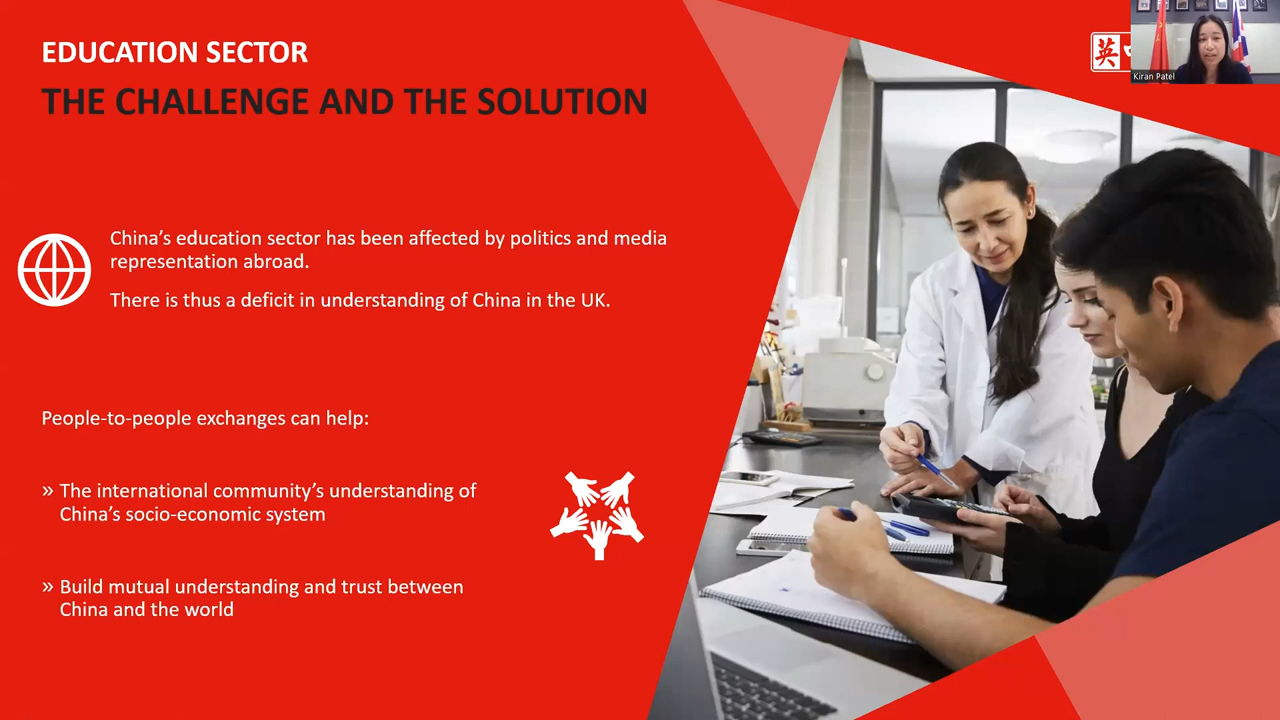 EDUCATION SECTOR
THE CHALLENGE AND THE SOLUTION
英
Kiran Patel
China’s education sector has been affected by politics and media
representation abroad.
There is thus a deficit in understanding of China in the UK.
People-to-people exchanges can help:
» The international community’s understanding of
China’s socio-economic system
» Build mutual understanding and trust between
China and the world